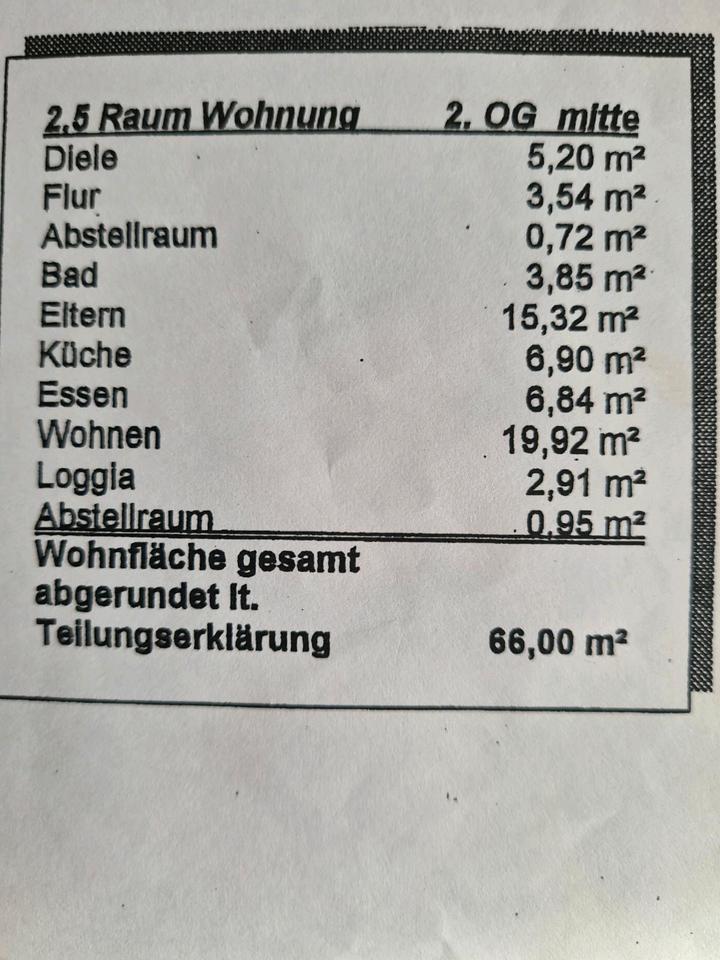 2,5 Raum Wohnung 2. OG mitte
Diele 5,20 m²
Flur 3,54 m²
Abstellraum 0,72 m²
Bad 3,85 m²
Eltern 15,32 m²
Küche 6,90 m²
Essen 6,84 m²
Wohnen 19,92 m²
Loggia 2,91 m²
Abstellraum 0,95 m²
Wohnfläche gesamt
abgerundet lt.
Teilungserklärung 66,00 m²